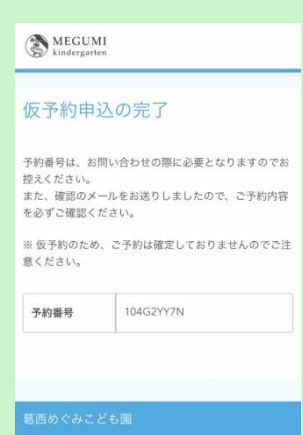 MEGUMI
kindergarten
仮予約申込の完了
予約番号は、お問い合わせの際に必要となりますのでお
控えください。
また、確認のメールをお送りしましたので、ご予約内容
を必ずご確認ください。
※ 仮予約のため、ご予約は確定しておりませんのでご注
意ください。
予約番号 104G2YY7N
葛西めぐみこども園